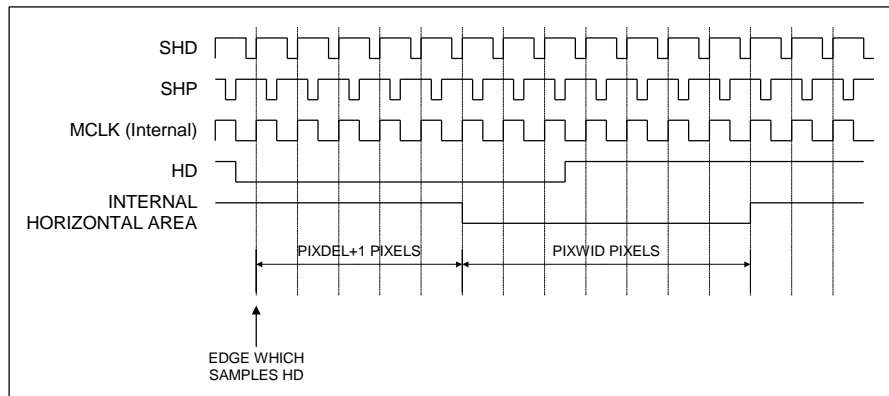 SHD
SHP
MCLK (Internal)
HD
INTERNAL
HORIZONTAL AREA
PIXDEL+1 PIXELS
PIXWID PIXELS
EDGE WHICH
SAMPLES HD